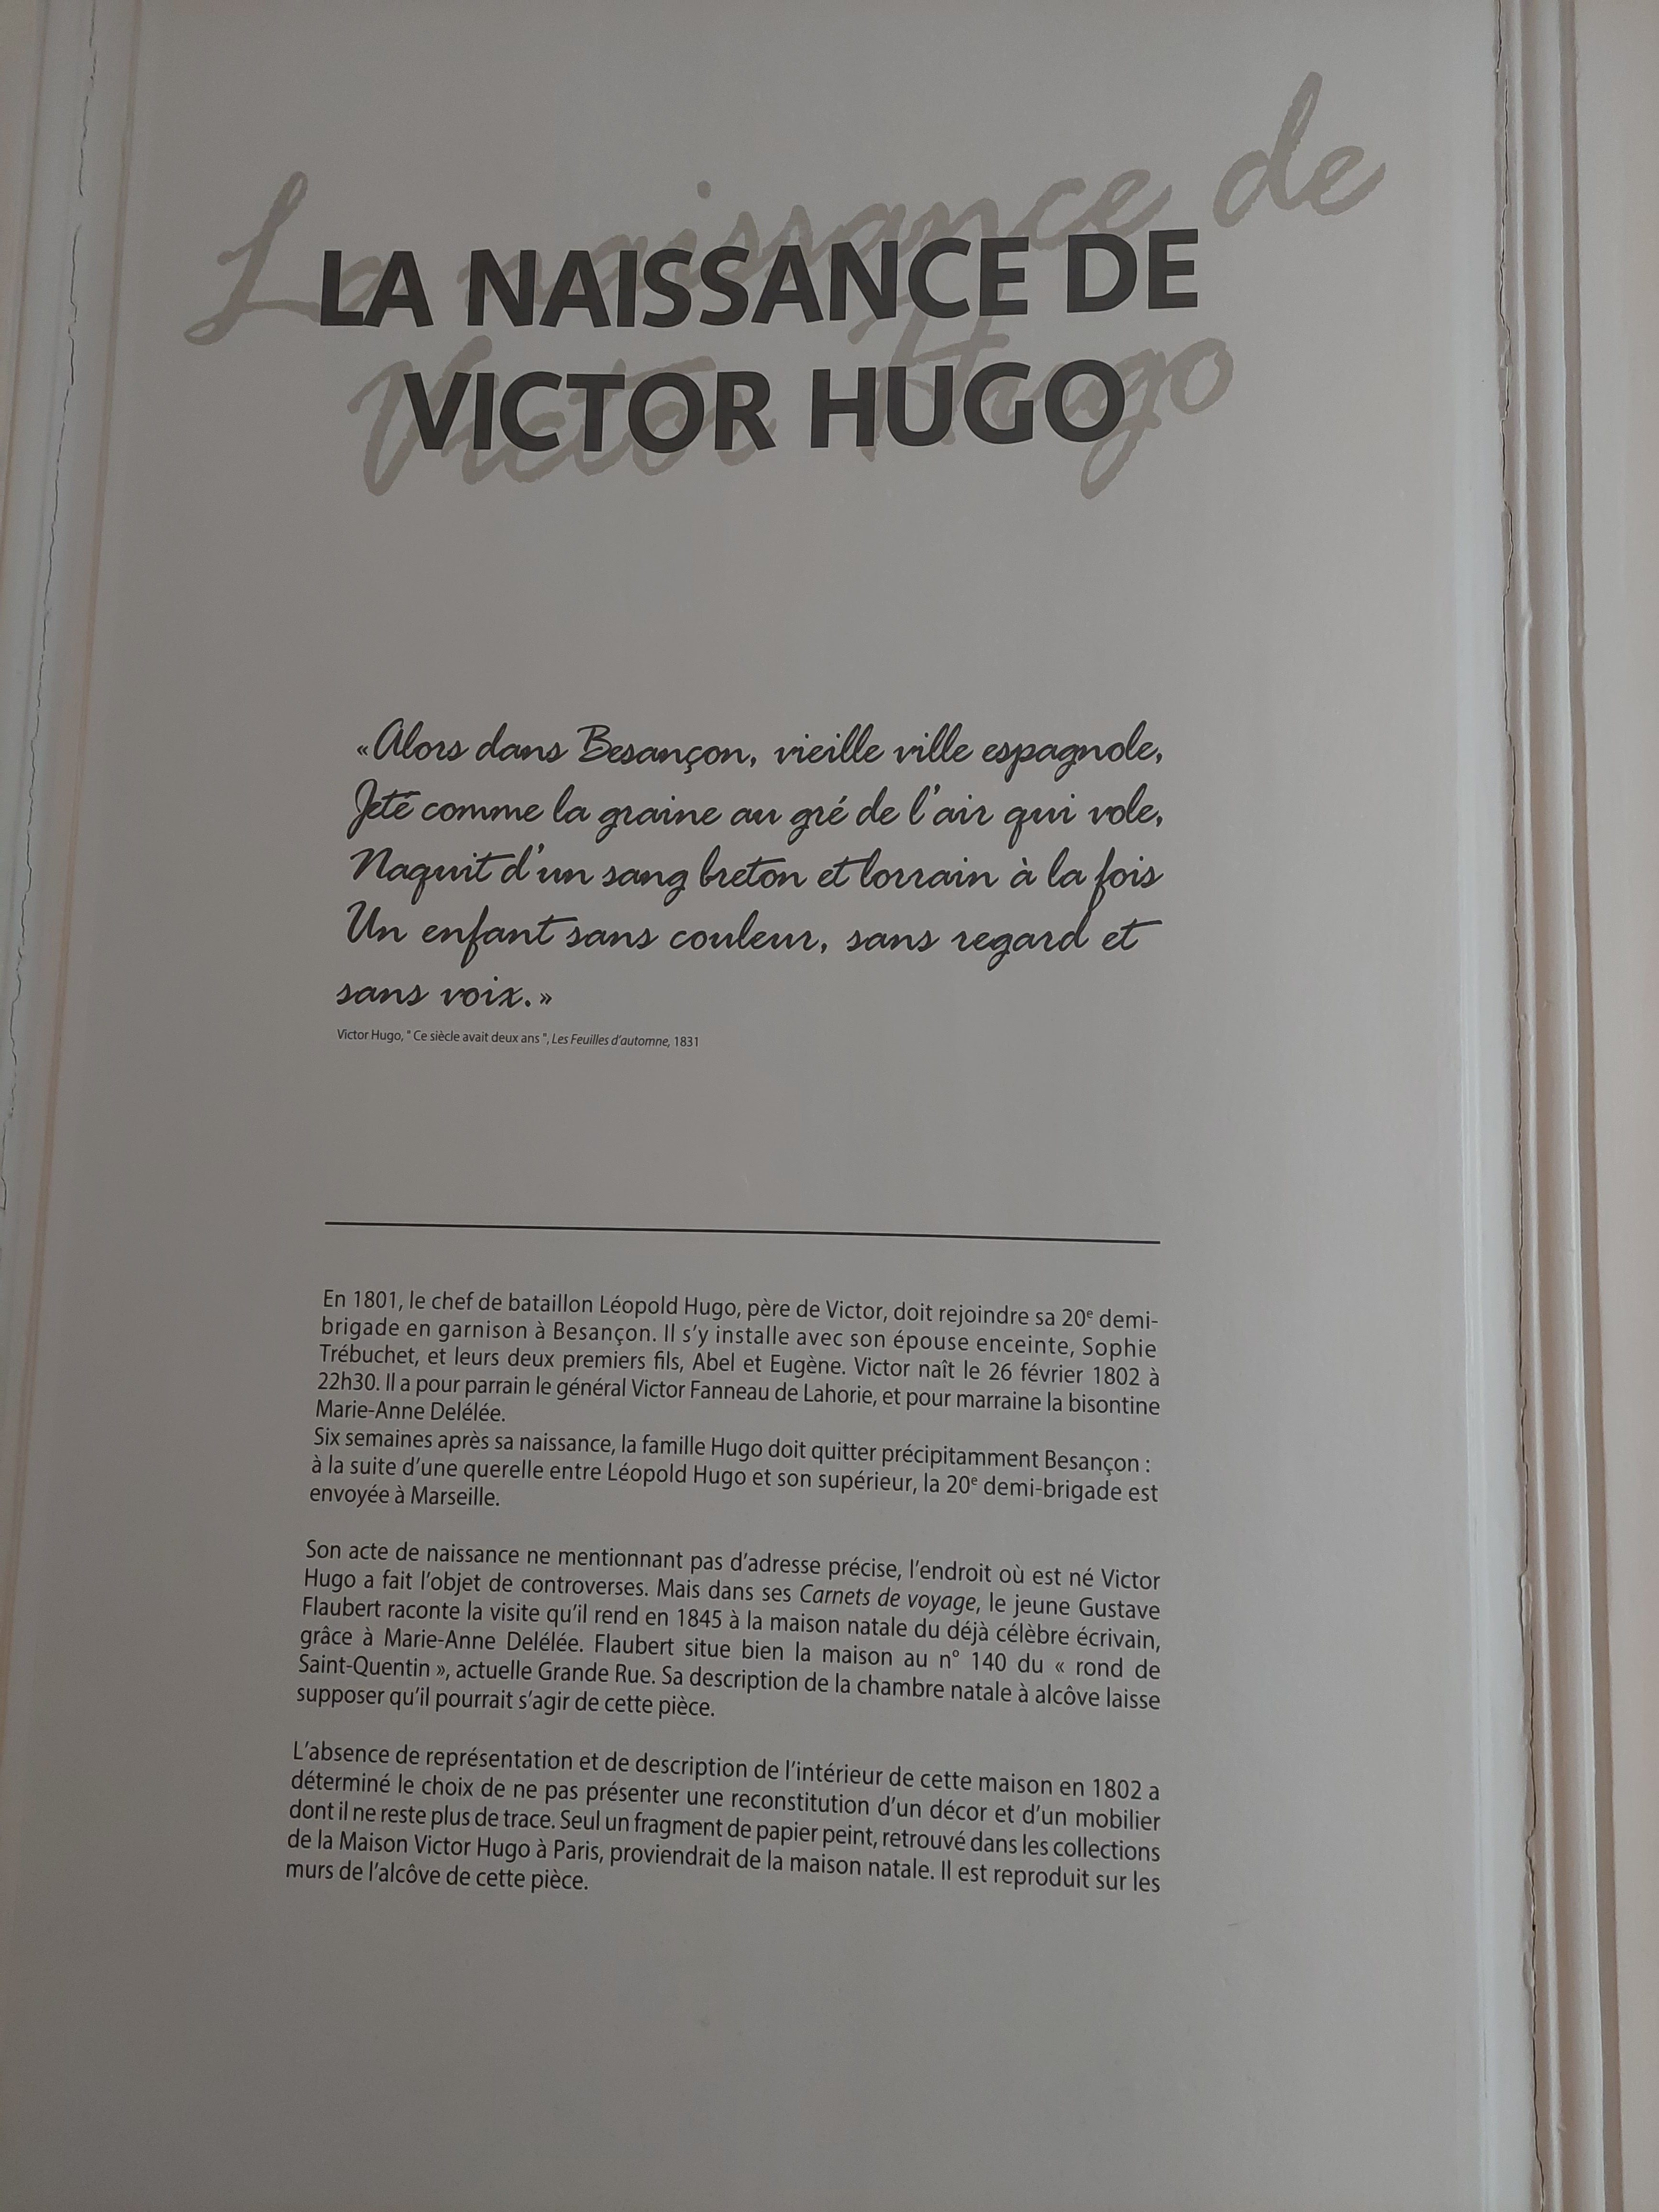 La naissance de
Victor Hugo
LA NAISSANCE DE
VICTOR HUGO
«Alors dans Besançon, vieille ville espagnole,
Jeté comme la graine au gré de l'air qui vole,
Naquit d'un sang breton et lorrain à la fois
Un enfant sans couleur, sans regard et
sans voix.»
Victor Hugo, " Ce siècle avait deux ans ", Les Feuilles d'automne, 1831
En 1801, le chef de bataillon Léopold Hugo, père de Victor, doit rejoindre sa 20e demi-
brigade en garnison à Besançon. Il s'y installe avec son épouse enceinte, Sophie
Trébuchet, et leurs deux premiers fils, Abel et Eugène. Victor naît le 26 février 1802 à
22h30. Il a pour parrain le général Victor Fanneau de Lahorie, et pour marraine la bisontine
Marie-Anne Delélée.
Six semaines après sa naissance, la famille Hugo doit quitter précipitamment Besançon :
à la suite d'une querelle entre Léopold Hugo et son supérieur, la 20e demi-brigade est
envoyée à Marseille.
Son acte de naissance ne mentionnant pas d'adresse précise, l'endroit où est né Victor
Hugo a fait l'objet de controverses. Mais dans ses Carnets de voyage, le jeune Gustave
Flaubert raconte la visite qu'il rend en 1845 à la maison natale du déjà célèbre écrivain,
grâce à Marie-Anne Delélée. Flaubert situe bien la maison au n° 140 du « rond de
Saint-Quentin », actuelle Grande Rue. Sa description de la chambre natale à alcôve laisse
supposer qu'il pourrait s'agir de cette pièce.
L'absence de représentation et de description de l'intérieur de cette maison en 1802 a
déterminé le choix de ne pas présenter une reconstitution d'un décor et d'un mobilier
dont il ne reste plus de trace. Seul un fragment de papier peint, retrouvé dans les collections
de la Maison Victor Hugo à Paris, proviendrait de la maison natale. Il est reproduit sur les
murs de l'alcôve de cette pièce.